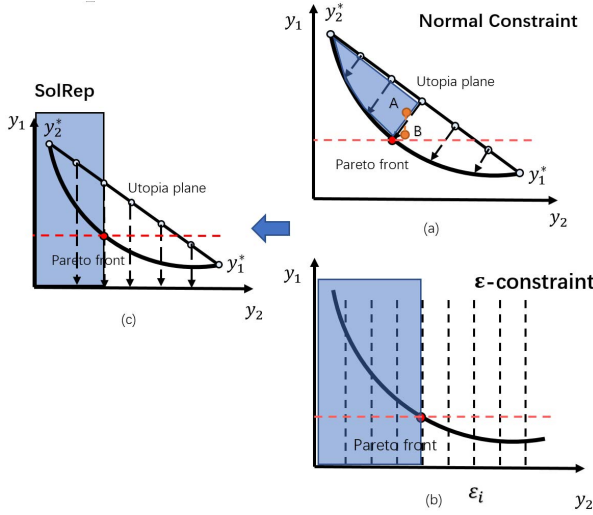 SolRep
y₁
y₂*
Utopia plane
Pareto front
y₁*
y₂
(c)
y₁
y₂*
Normal Constraint
Utopia plane
A
B
Pareto front
y₁*
y₂
(a)
y₁
ε-constraint
Pareto front
(b)
εᵢ
y₂